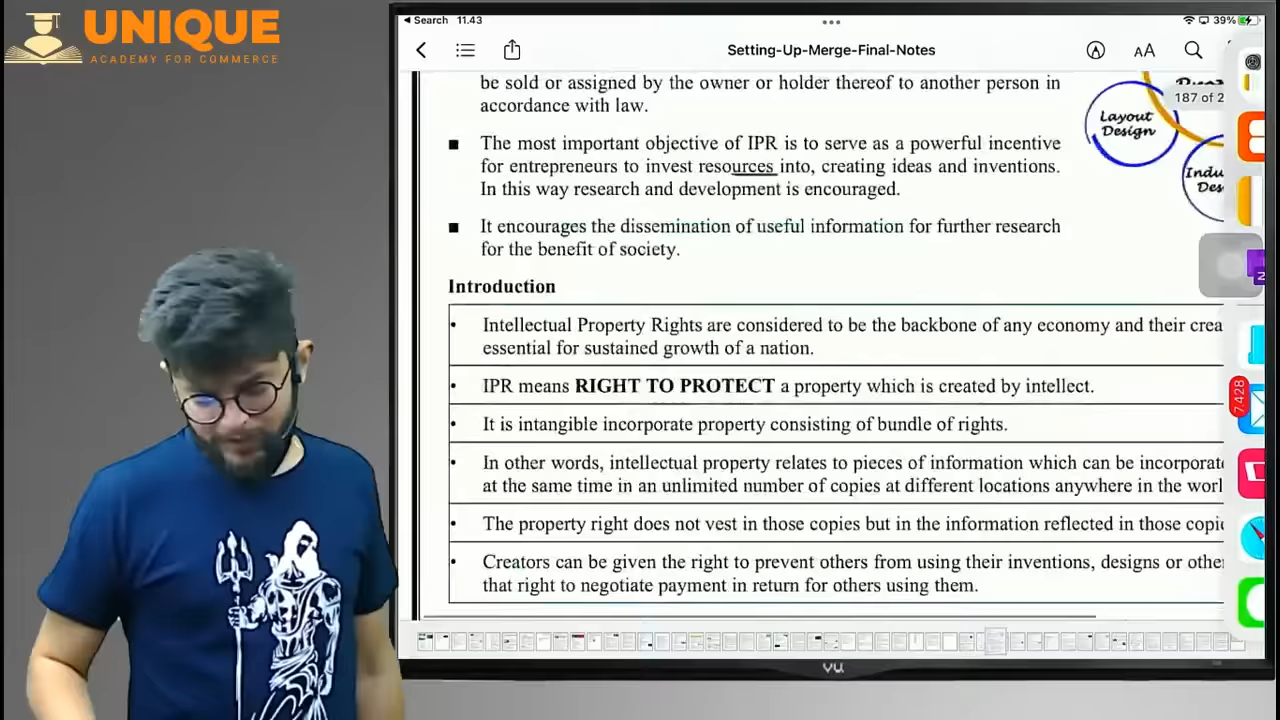 UNIQUE
ACADEMY FOR COMMERCE
Search 11.43
39%
Setting-Up-Merge-Final-Notes
AA
187 of 2
be sold or assigned by the owner or holder thereof to another person in
accordance with law.
Layout
Design
■ The most important objective of IPR is to serve as a powerful incentive
for entrepreneurs to invest resources into, creating ideas and inventions.
In this way research and development is encouraged.
Indu
Des
■ It encourages the dissemination of useful information for further research
for the benefit of society.
Introduction
• Intellectual Property Rights are considered to be the backbone of any economy and their crea
essential for sustained growth of a nation.
• IPR means RIGHT TO PROTECT a property which is created by intellect.
• It is intangible incorporate property consisting of bundle of rights.
• In other words, intellectual property relates to pieces of information which can be incorporat
at the same time in an unlimited number of copies at different locations anywhere in the worl
• The property right does not vest in those copies but in the information reflected in those copi
• Creators can be given the right to prevent others from using their inventions, designs or othe
that right to negotiate payment in return for others using them.
7,428
vu